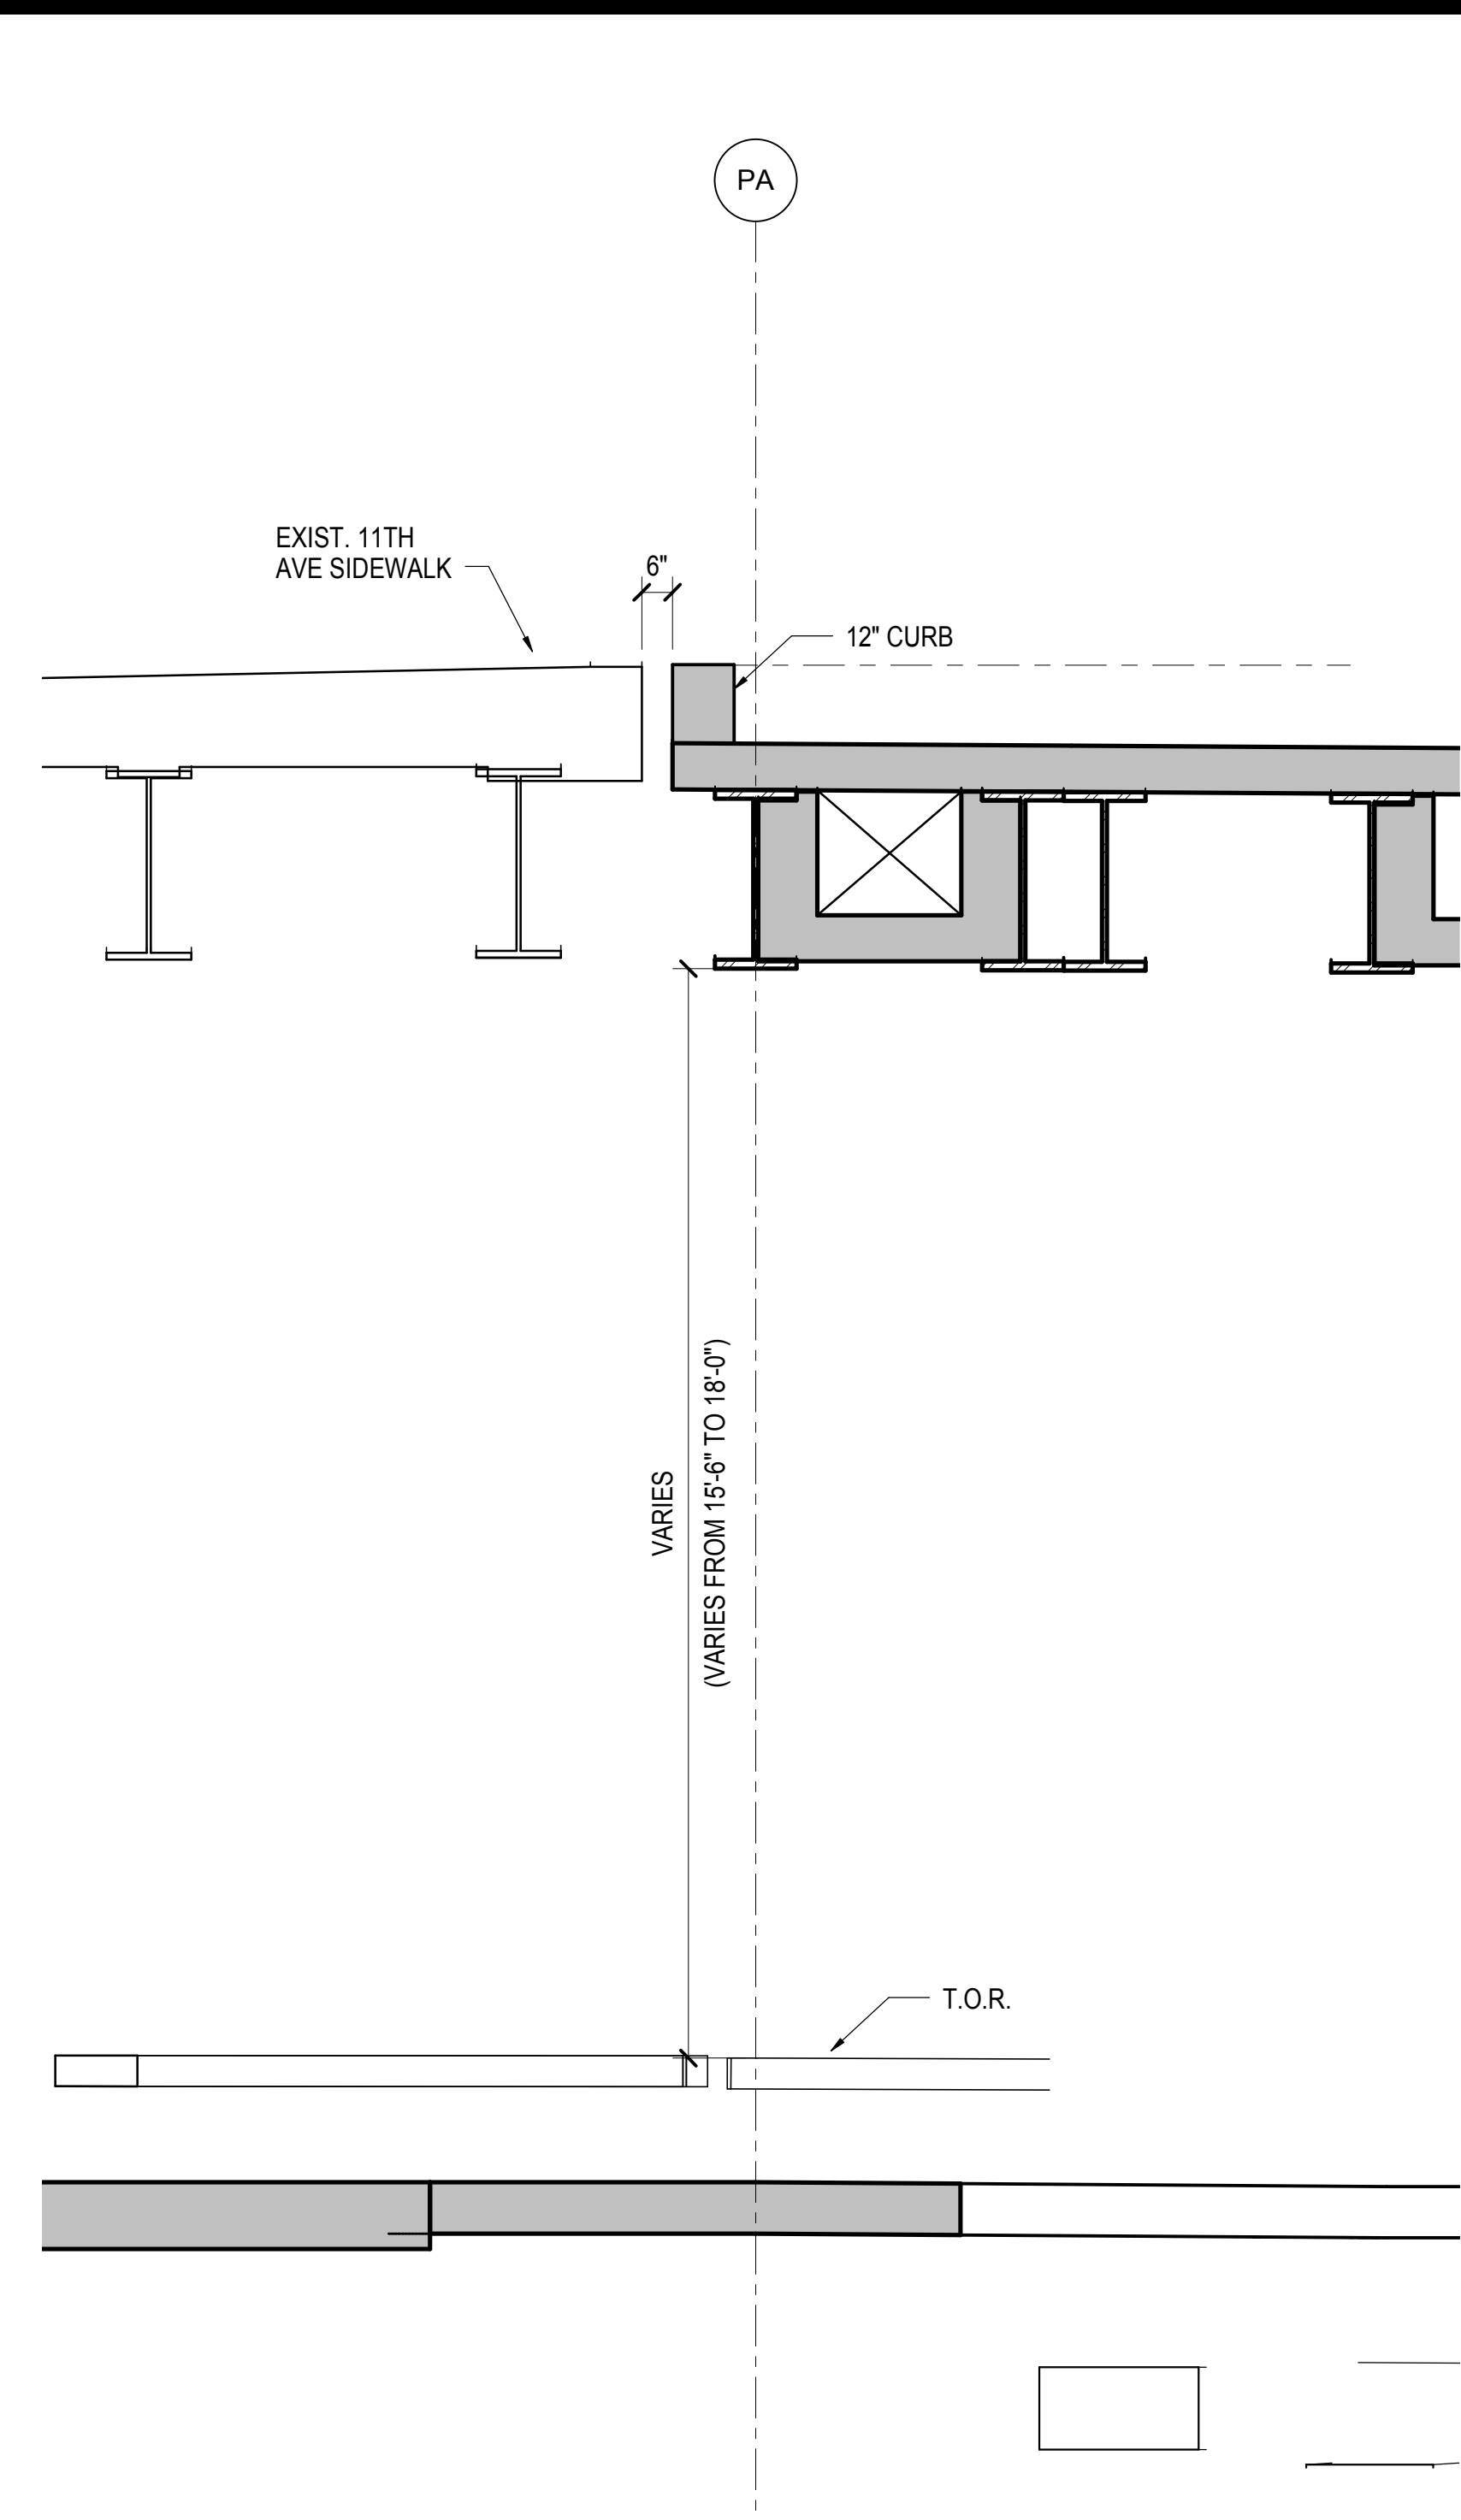 PA
EXIST. 11TH
AVE SIDEWALK
6"
12" CURB
VARIES
(VARIES FROM 15'-6" TO 18'-0")
T.O.R.